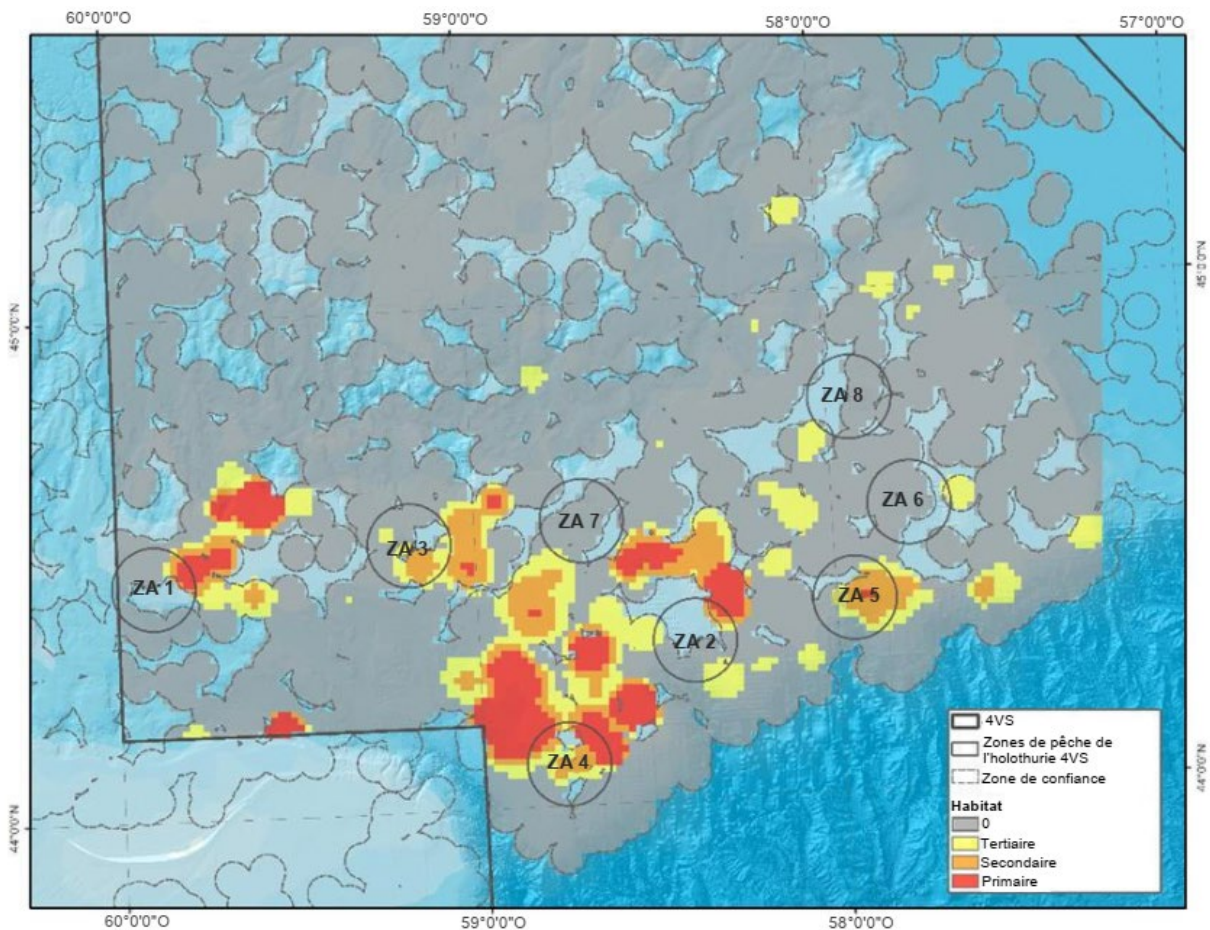 60°0'0"O
59°0'0"O
58°0'0"O
57°0'0"O
45°0'0"N
45°0'0"N
ZA 8
ZA 6
ZA 7
ZA 3
ZA 1
ZA 5
ZA 2
ZA 4
44°0'0"N
44°0'0"N
4VS
Zones de pêche de
l'holothurie 4VS
Zone de confiance
Habitat
0
Tertiaire
Secondaire
Primaire
60°0'0"O
59°0'0"O
58°0'0"O